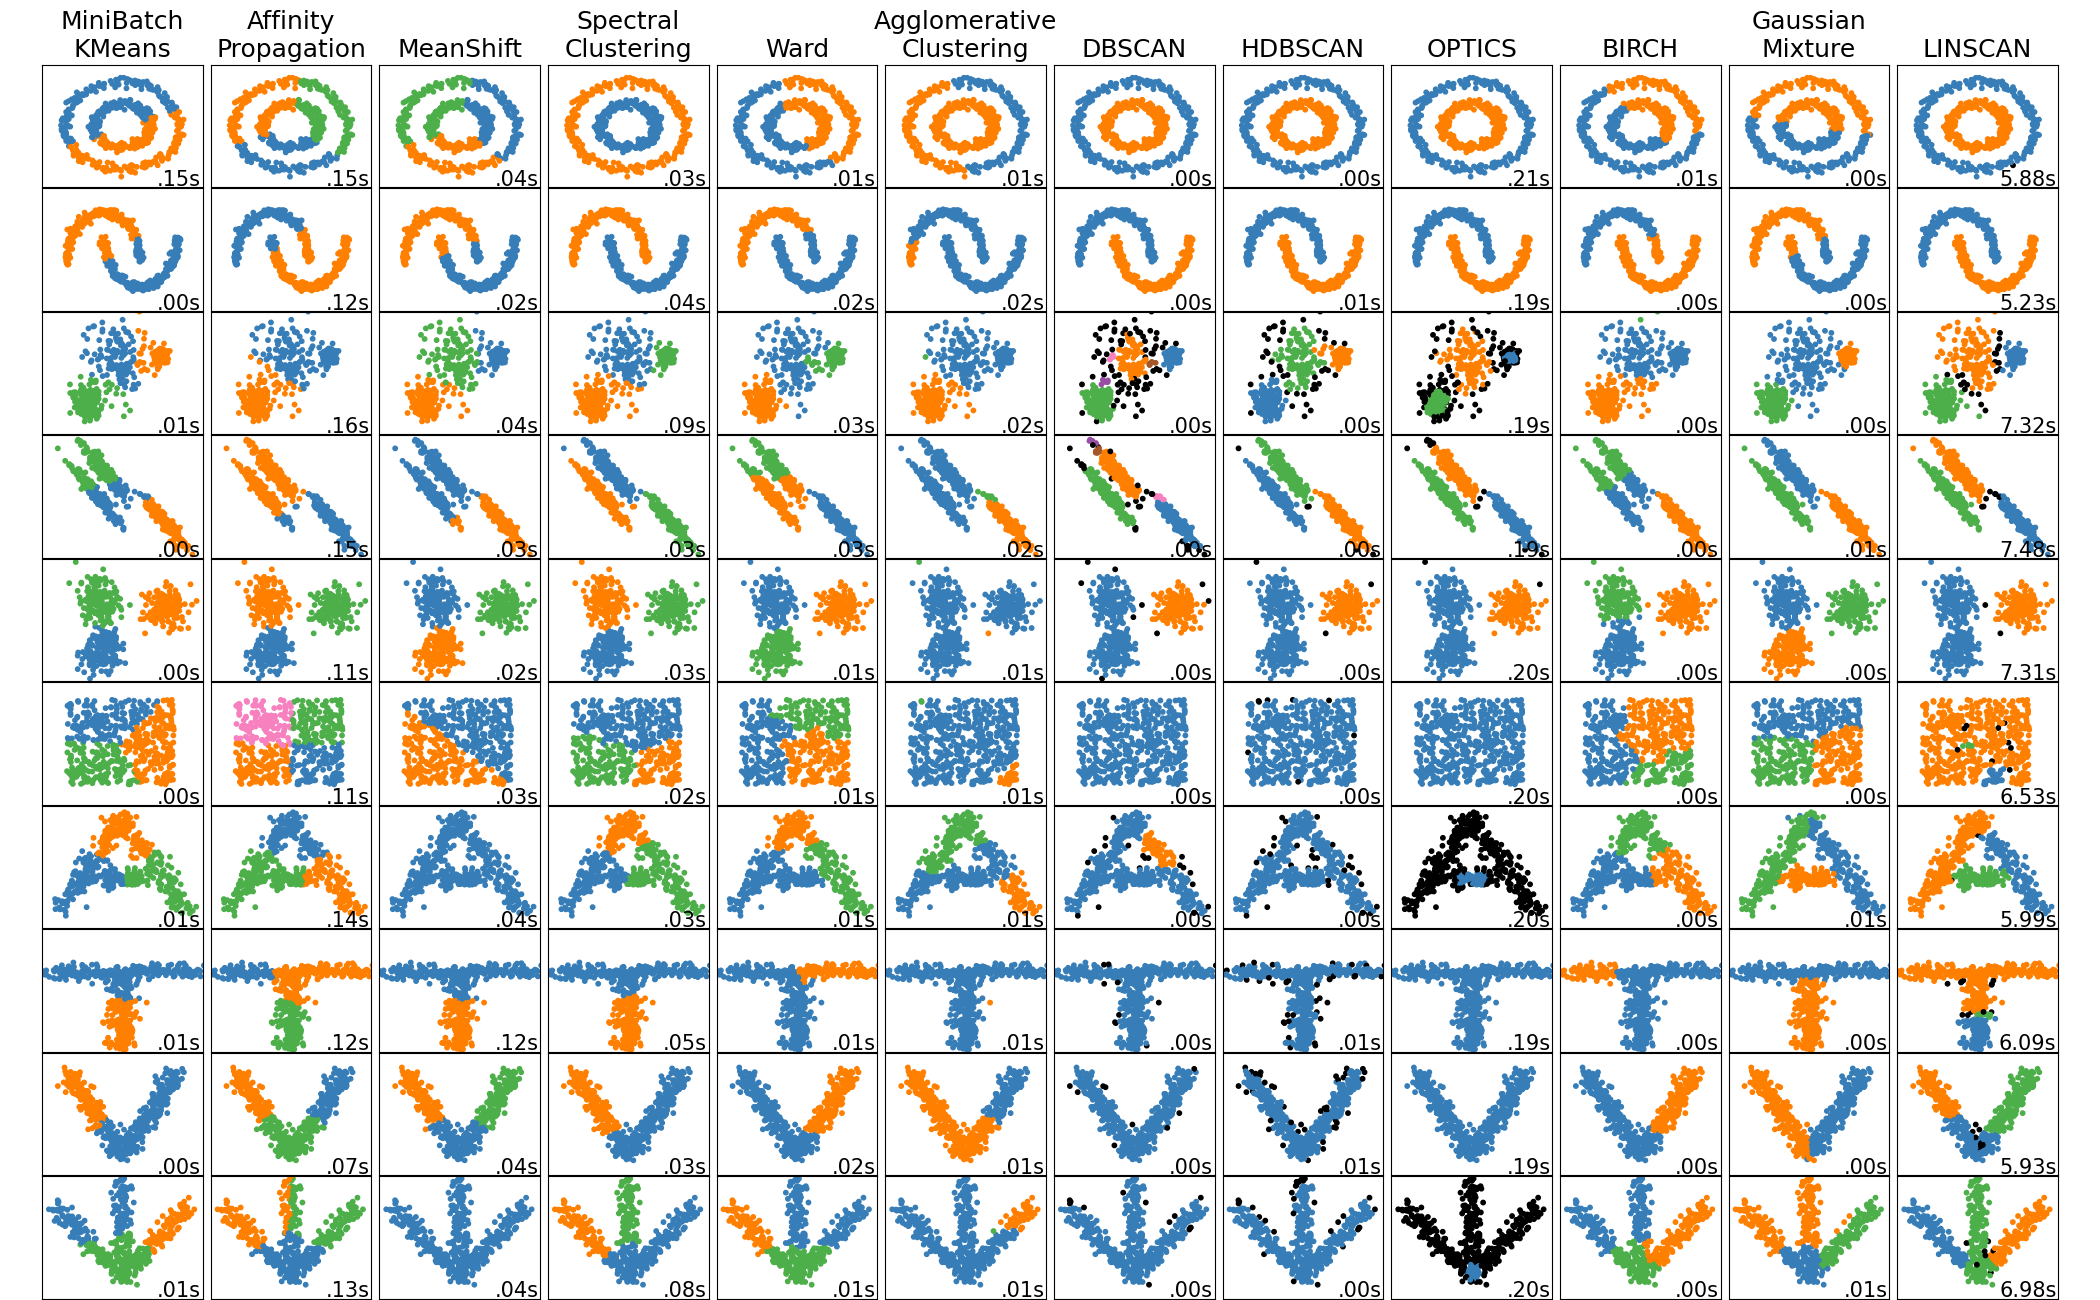 MiniBatch
KMeans
Affinity
Propagation
MeanShift
Spectral
Clustering
Ward
Agglomerative
Clustering
DBSCAN
HDBSCAN
OPTICS
BIRCH
Gaussian
Mixture
LINSCAN
.15s .15s .04s .03s .01s .01s .00s .00s .21s .01s .00s 5.88s
.00s .12s .02s .04s .02s .02s .00s .01s .19s .00s .00s 5.23s
.01s .16s .04s .09s .03s .02s .00s .00s .19s .00s .00s 7.32s
.00s .15s .03s .03s .03s .02s .00s .00s .19s .00s .01s 7.48s
.00s .11s .02s .03s .01s .01s .00s .00s .20s .00s .00s 7.31s
.00s .11s .03s .02s .01s .01s .00s .00s .20s .00s .00s 6.53s
.01s .14s .04s .03s .01s .01s .00s .00s .20s .00s .01s 5.99s
.01s .12s .12s .05s .01s .01s .00s .01s .19s .00s .00s 6.09s
.00s .07s .04s .03s .02s .01s .00s .01s .19s .00s .00s 5.93s
.01s .13s .04s .08s .01s .01s .00s .00s .20s .00s .01s 6.98s